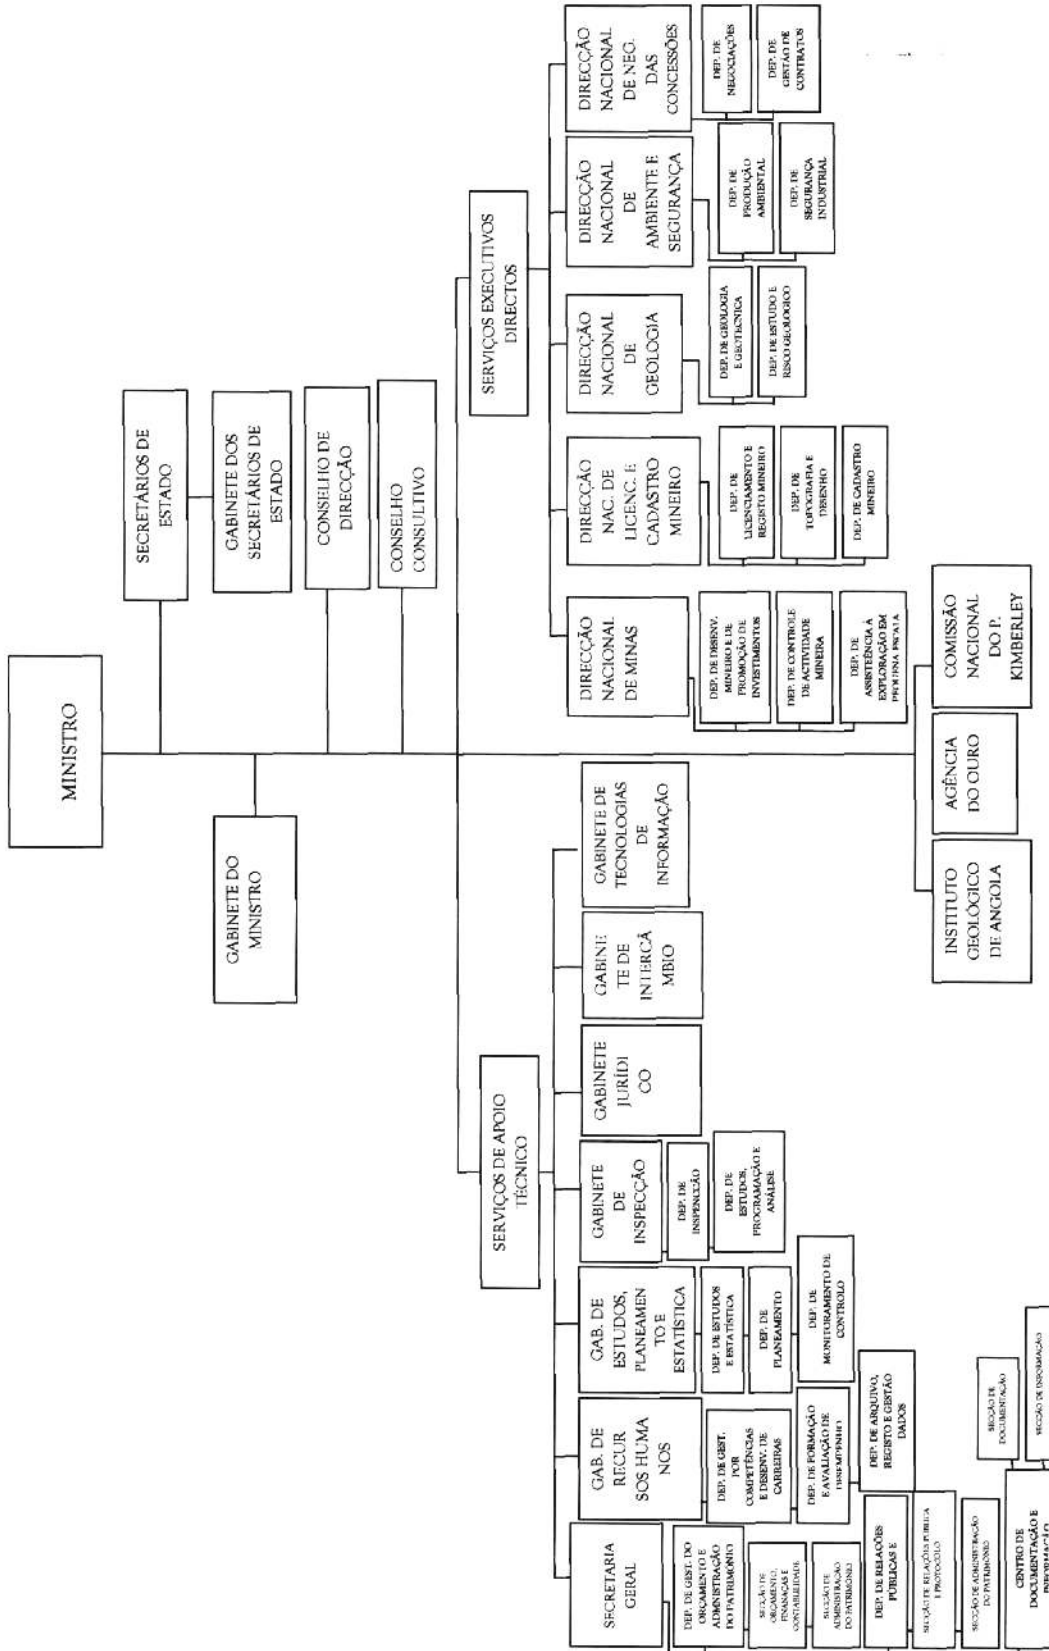 MINISTRO
GABINETE DO
MINISTRO
SECRETÁRIOS DE
ESTADO
GABINETE DOS
SECRETÁRIOS DE
ESTADO
CONSELHO DE
DIRECÇÃO
CONSELHO
CONSULTIVO
SERVIÇOS DE APOIO
TÉCNICO
SERVIÇOS EXECUTIVOS
DIRECTOS
SECRETARIA
GERAL
DEP. DE GEST. DO
ORÇAMENTO E
ADMNISTRAÇÃO
DO PATRIMÓNIO
SECÇÃO DE
ORÇAMENTO,
FINANAÇAS E
CONTABILIDADE
SECÇÃO DE
ADMINISTRAÇÃO
DO PATRIMÓNIO
DEP. DE RELAÇÕES
PÚBLICAS E
SECÇÃO DE RELAÇÕES PÚBLICA
E PROTOCOLO
SECÇÃO DE ADMINISTRAÇÃO
DO PATRIMÓNIO
CENTRO DE
DOCUMENTAÇÃO E
INFORMAÇÃO
SECÇÃO DE
DOCUMENTAÇÃO
SECÇÃO DE INFORMAÇÃO
GAB. DE
RECUR
SOS HUMA
NOS
DEP. DE GEST.
POR
COMPETÊNCIAS
E DESENV. DE
CARREIRAS
DEP. DE FORMAÇÃO
E AVALIAÇÃO DE
DESEMPENHO
DEP. DE ARQUIVO,
REGISTO E GESTÃO
DADOS
GAB. DE
ESTUDOS,
PLANEAMEN
TO E
ESTATÍSTICA
DEP. DE ESTUDOS
E ESTATÍSTICA
DEP. DE
PLANEAMENTO
DEP. DE
MONITORAMENTO DE
CONTROLO
GABINETE
DE
INSPECÇÃO
DEP. DE
INSPENCÇÃO
DEP. DE
ESTUDOS,
PROGRAMAÇÃO E
ANÁLISE
GABINETE
JURÍDI
CO
GABINE
TE DE
INTERCÂ
MBIO
GABINETE DE
TECNOLOGIAS
DE
INFORMAÇÃO
DIRECÇÃO
NACIONAL
DE MINAS
DEP. DE DESENV.
MINEIRO E DE
PROMOÇÃO DE
INVESTIMENTOS
DEP. DE CONTROLE
DE ACTIVIDADE
MINEIRA
DEP. DE
ASSISTEÊNCIA À
EXPLORAÇÃO EM
PEQUENA ESCALA
DIRECÇÃO
NAC. DE
LICENC. E
CADASTRO
MINEIRO
DEP. DE
LICENCIAMENTO E
REGISTO MINEIRO
DEP. DE
TOPOGRAFIA E
DESENHO
DEP. DE CADASTRO
MINEIRO
DIRECÇÃO
NACIONAL
DE
GEOLOGIA
DEP. DE GEOLOGIA
E GEOTECNICA
DEP. DE ESTUDO E
RISCO GEOLÓGICO
DIRECÇÃO
NACIONAL
DE
AMBIENTE E
SEGURANÇA
DEP. DE
PRODUÇÃO
AMBIENTAL
DEP. DE
SEGURANÇA
INDUSTRIAL
DIRECÇÃO
NACIONAL
DE NEG.
DAS
CONCESSÕES
DEP. DE
NEGOCIAÇÕES
DEP. DE
GESTÃO DE
CONTRATOS
INSTITUTO
GEOLÓGICO
DE ANGOLA
AGÊNCIA
DO OURO
COMISSÃO
NACIONAL
DO P.
KIMBERLEY